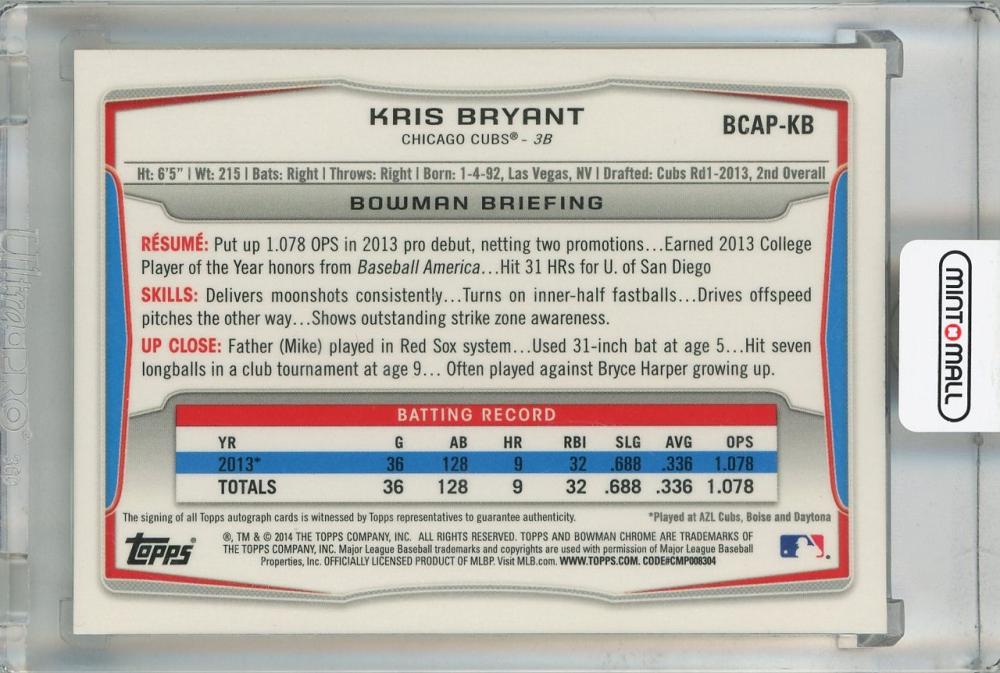 KRIS BRYANT
CHICAGO CUBS® - 3B
BCAP-KB
Ht: 6'5" | Wt: 215 | Bats: Right | Throws: Right | Born: 1-4-92, Las Vegas, NV | Drafted: Cubs Rd1-2013, 2nd Overall
BOWMAN BRIEFING
RÉSUMÉ: Put up 1.078 OPS in 2013 pro debut, netting two promotions...Earned 2013 College
Player of the Year honors from Baseball America...Hit 31 HRs for U. of San Diego
SKILLS: Delivers moonshots consistently...Turns on inner-half fastballs...Drives offspeed
pitches the other way...Shows outstanding strike zone awareness.
UP CLOSE: Father (Mike) played in Red Sox system...Used 31-inch bat at age 5...Hit seven
longballs in a club tournament at age 9... Often played against Bryce Harper growing up.
BATTING RECORD
YR G AB HR RBI SLG AVG OPS
2013* 36 128 9 32 .688 .336 1.078
TOTALS 36 128 9 32 .688 .336 1.078
The signing of all Topps autograph cards is witnessed by Topps representatives to guarantee authenticity.
*Played at AZL Cubs, Boise and Daytona
Topps®
®, TM & © 2014 THE TOPPS COMPANY, INC. ALL RIGHTS RESERVED. TOPPS AND BOWMAN CHROME ARE TRADEMARKS OF
THE TOPPS COMPANY, INC. Major League Baseball trademarks and copyrights are used with permission of Major League Baseball
Properties, Inc. OFFICIALLY LICENSED PRODUCT OF MLBP. Visit MLB.com. WWW.TOPPS.COM. CODE#CMP008304
MINTMALL
UltraPRO®